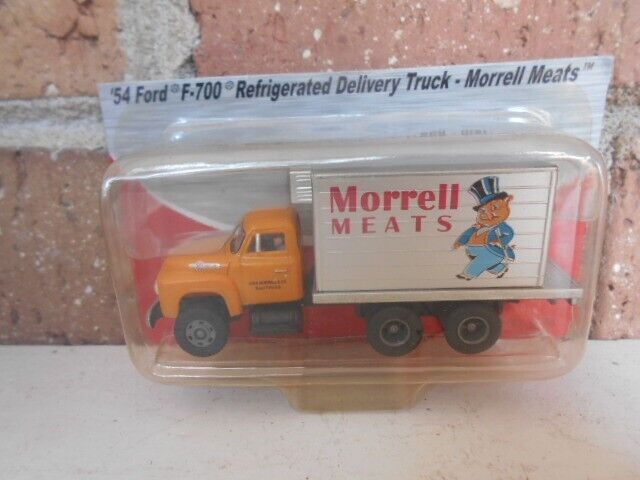 '54 Ford® F-700® Refrigerated Delivery Truck - Morrell Meats™
Morrell
MEATS